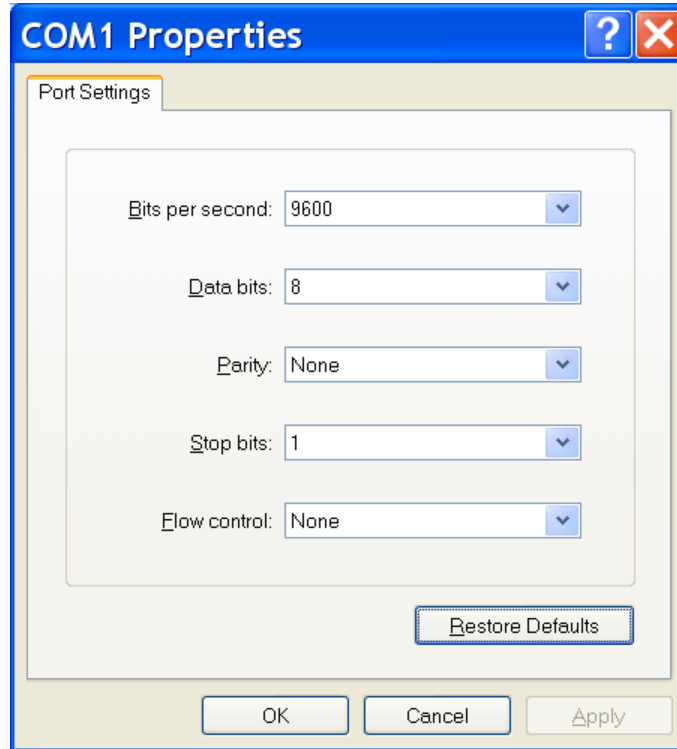 COM1 Properties
Port Settings
Bits per second: 9600
Data bits: 8
Parity: None
Stop bits: 1
Flow control: None
Restore Defaults
OK Cancel Apply